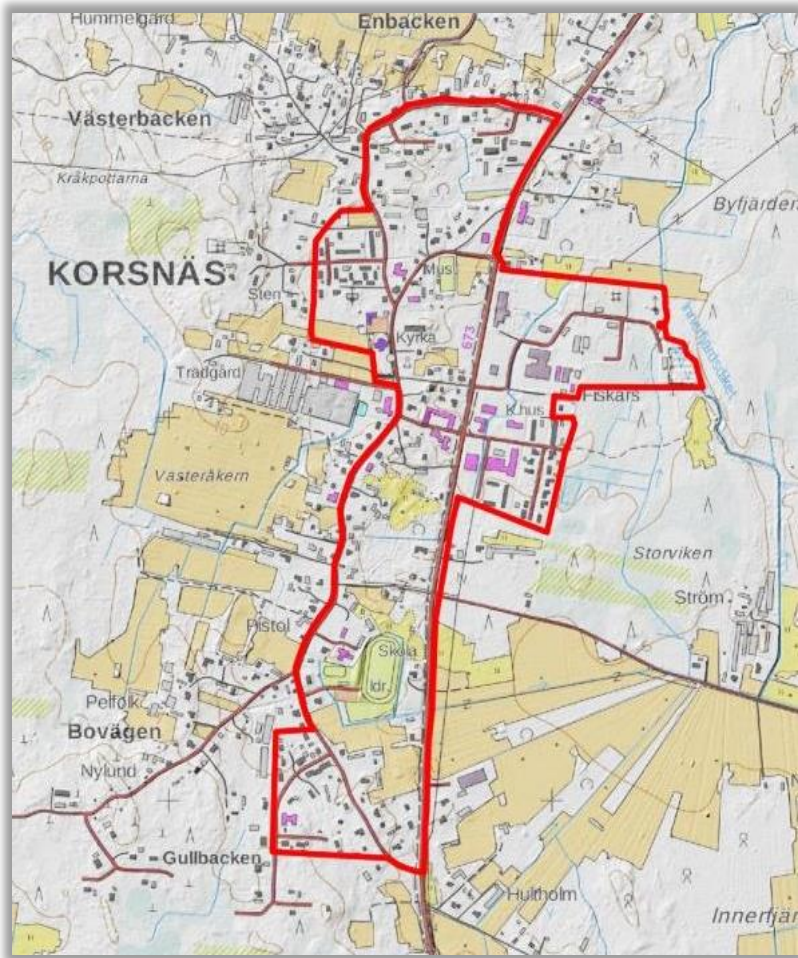 Hummelgård
Enbacken
Västerbacken
Kråkpottarna
Byfjärden
KORSNÄS
Mus.
Sten
673
Kyrka
Trädgård
K.hus
Fiskars
Västeråkern
Storviken
Ström
Pistol
Skola
Idr.
Pelfolk
Bovägen
Nylund
Gullbacken
Hultholm
Innerfjär